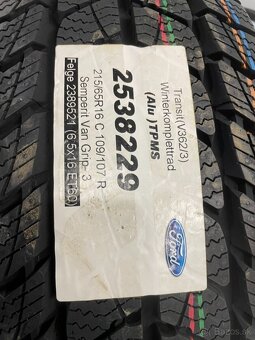 Transit(V362/3)
Winterkomplettrad
(Alu )TPMS
2538229
215/65R16 C 109/107 R
Semperit Van Grip 3
Felge 2389521 (6,5x16 ET60)
Ford